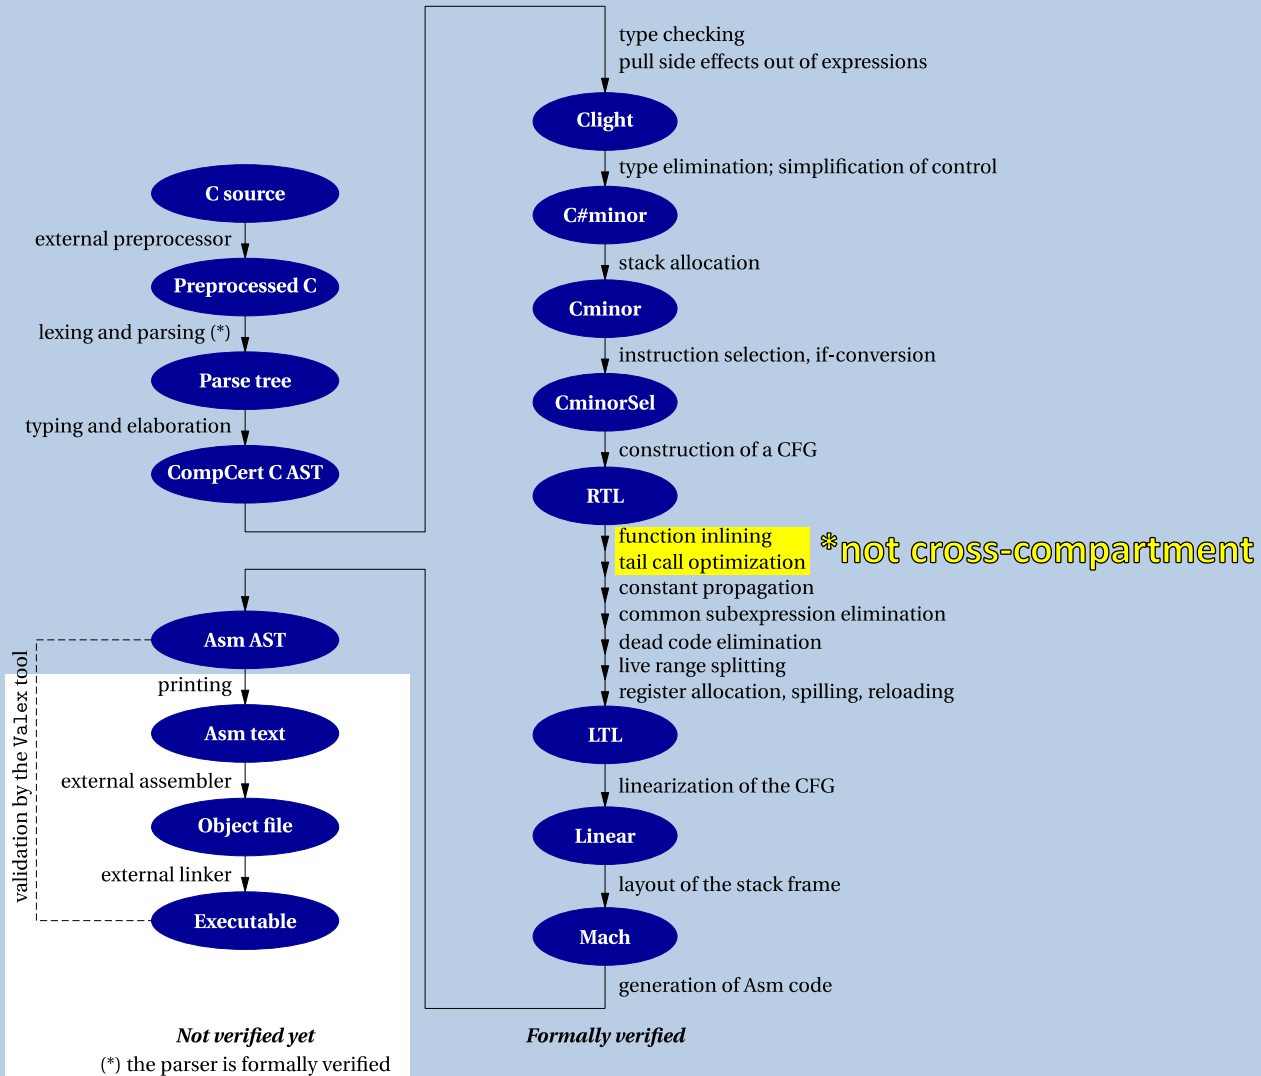 C source
external preprocessor
Preprocessed C
lexing and parsing (*)
Parse tree
typing and elaboration
CompCert C AST
type checking
pull side effects out of expressions
Clight
type elimination; simplification of control
C#minor
stack allocation
Cminor
instruction selection, if-conversion
CminorSel
construction of a CFG
RTL
function inlining
tail call optimization
*not cross-compartment
constant propagation
common subexpression elimination
dead code elimination
live range splitting
register allocation, spilling, reloading
LTL
linearization of the CFG
Linear
layout of the stack frame
Mach
generation of Asm code
Asm AST
printing
Asm text
external assembler
Object file
external linker
Executable
validation by the Valex tool
Not verified yet
(*) the parser is formally verified
Formally verified